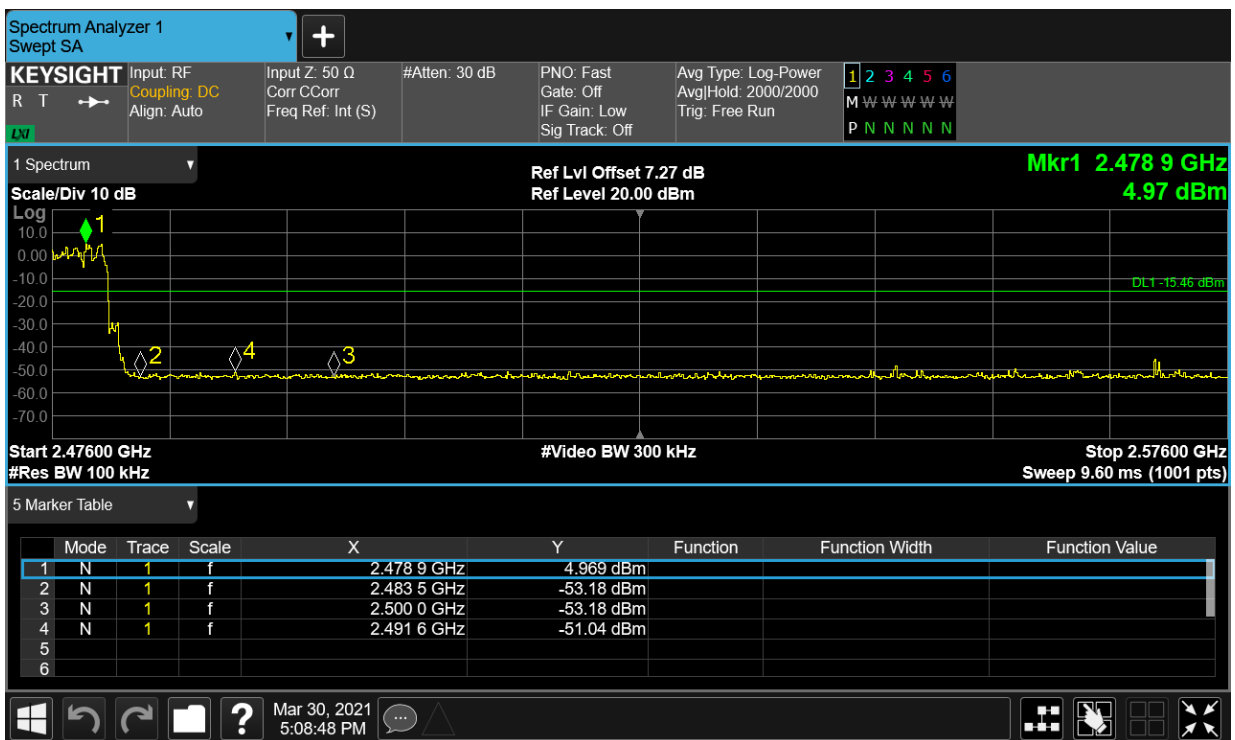 Spectrum Analyzer 1
Swept SA
KEYSIGHT
R T
LXI
Input: RF
Coupling: DC
Align: Auto
Input Z: 50 Ω
Corr CCorr
Freq Ref: Int (S)
#Atten: 30 dB
PNO: Fast
Gate: Off
IF Gain: Low
Sig Track: Off
Avg Type: Log-Power
Avg|Hold: 2000/2000
Trig: Free Run
1 2 3 4 5 6
M W W W W W
P N N N N N
1 Spectrum
Scale/Div 10 dB
Ref Lvl Offset 7.27 dB
Ref Level 20.00 dBm
Mkr1 2.478 9 GHz
4.97 dBm
Log
10.0
0.00
-10.0
-20.0
-30.0
-40.0
-50.0
-60.0
-70.0
1
2
4
3
DL1 -15.46 dBm
Start 2.47600 GHz
#Res BW 100 kHz
#Video BW 300 kHz
Stop 2.57600 GHz
Sweep 9.60 ms (1001 pts)
5 Marker Table
Mode Trace Scale X Y Function Function Width Function Value
1 N 1 f 2.478 9 GHz 4.969 dBm
2 N 1 f 2.483 5 GHz -53.18 dBm
3 N 1 f 2.500 0 GHz -53.18 dBm
4 N 1 f 2.491 6 GHz -51.04 dBm
5
6
?
Mar 30, 2021
5:08:48 PM